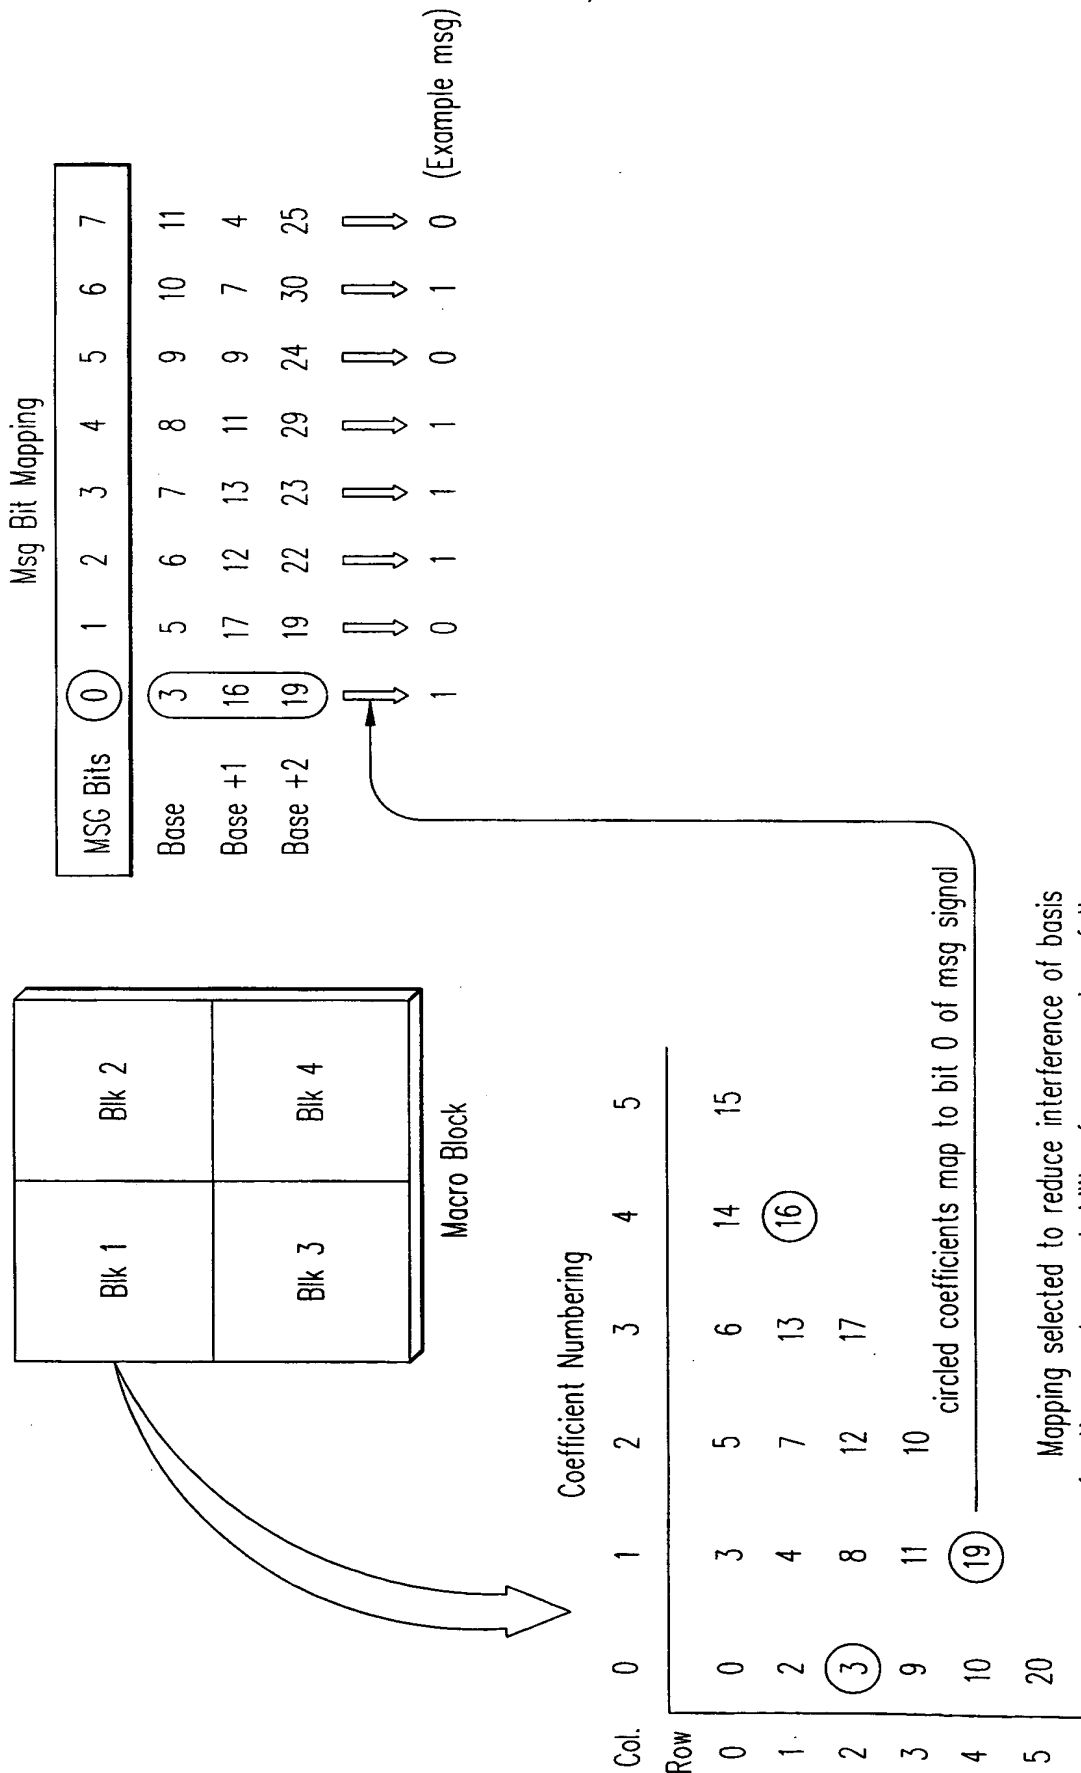 Msg Bit Mapping
MSG Bits 0 1 2 3 4 5 6 7
Base 3 5 6 7 8 9 10 11
Base +1 16 17 12 13 11 9 7 4
Base +2 19 19 22 23 29 24 30 25
1 0 1 1 1 0 1 0 (Example msg)
Blk 1 Blk 2
Blk 3 Blk 4
Macro Block
Coefficient Numbering
Col. 0 1 2 3 4 5
Row
0 0 3 5 6 14 15
1 2 4 7 13 16
2 3 8 12 17
3 9 11 10
4 10 19
5 20
circled coefficients map to bit 0 of msg signal
Mapping selected to reduce interference of basis